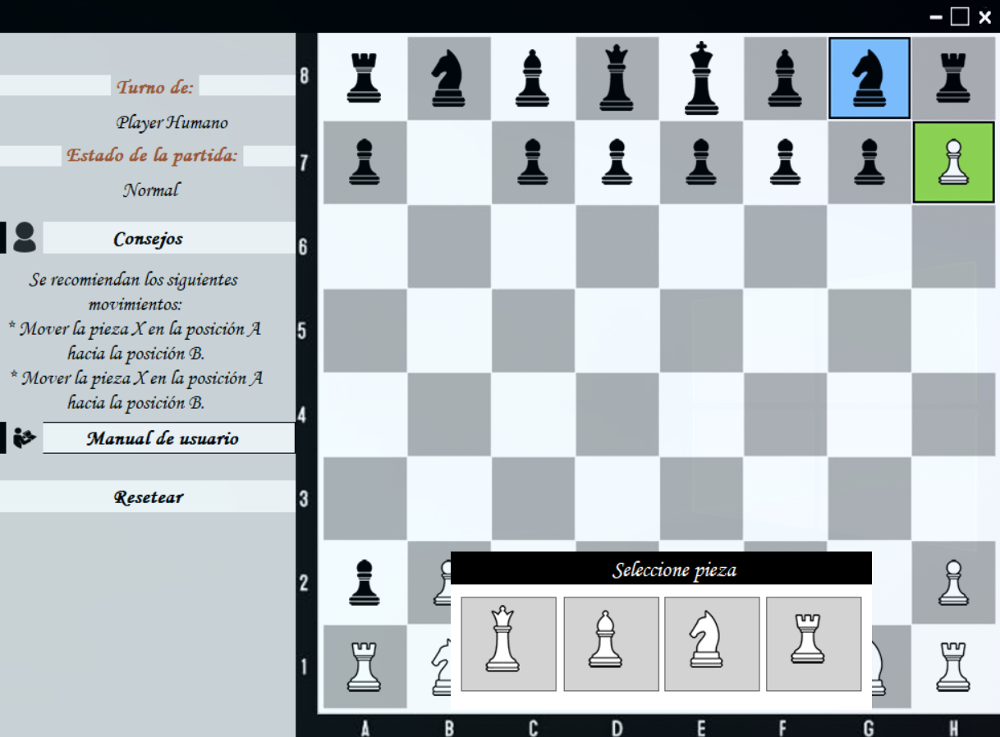 Turno de:
Player Humano
Estado de la partida:
Normal
Consejos
Se recomiendan los siguientes
movimientos:
* Mover la pieza X en la posición A
hacia la posición B.
* Mover la pieza X en la posición A
hacia la posición B.
Manual de usuario
Resetear
8
7
6
5
4
3
2
1
Seleccione pieza
A B C D E F G H